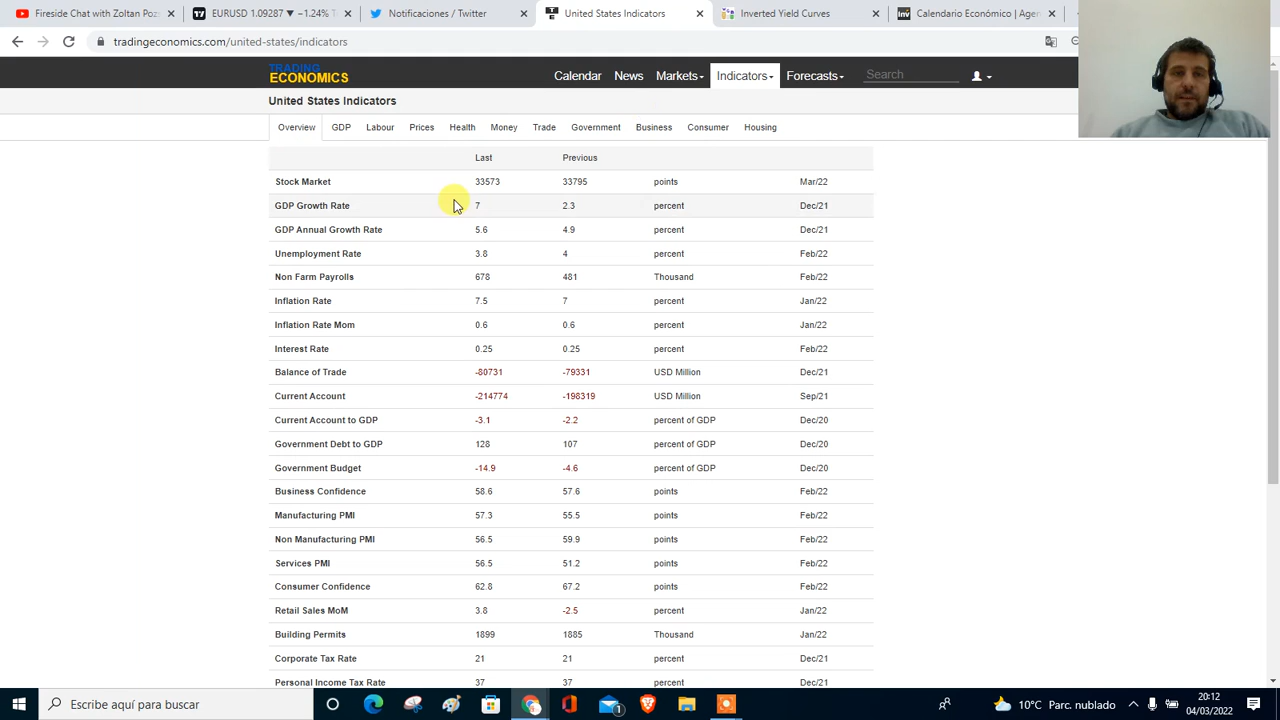 Fireside Chat with Zoltan Poz
EURUSD 1.09287 ▼ −1.24% T
Notificaciones / Twitter
United States Indicators
Inverted Yield Curves
Calendario Económico | Agen
tradingeconomics.com/united-states/indicators
TRADING
ECONOMICS
Calendar News Markets Indicators Forecasts Search
United States Indicators
Overview GDP Labour Prices Health Money Trade Government Business Consumer Housing
Last Previous
Stock Market 33573 33795 points Mar/22
GDP Growth Rate 7 2.3 percent Dec/21
GDP Annual Growth Rate 5.6 4.9 percent Dec/21
Unemployment Rate 3.8 4 percent Feb/22
Non Farm Payrolls 678 481 Thousand Feb/22
Inflation Rate 7.5 7 percent Jan/22
Inflation Rate Mom 0.6 0.6 percent Jan/22
Interest Rate 0.25 0.25 percent Feb/22
Balance of Trade -80731 -79331 USD Million Dec/21
Current Account -214774 -198319 USD Million Sep/21
Current Account to GDP -3.1 -2.2 percent of GDP Dec/20
Government Debt to GDP 128 107 percent of GDP Dec/20
Government Budget -14.9 -4.6 percent of GDP Dec/20
Business Confidence 58.6 57.6 points Feb/22
Manufacturing PMI 57.3 55.5 points Feb/22
Non Manufacturing PMI 56.5 59.9 points Feb/22
Services PMI 56.5 51.2 points Feb/22
Consumer Confidence 62.8 67.2 points Feb/22
Retail Sales MoM 3.8 -2.5 percent Jan/22
Building Permits 1899 1885 Thousand Jan/22
Corporate Tax Rate 21 21 percent Dec/21
Personal Income Tax Rate 37 37 percent Dec/21
Escribe aquí para buscar
1
10°C Parc. nublado
20:12
04/03/2022